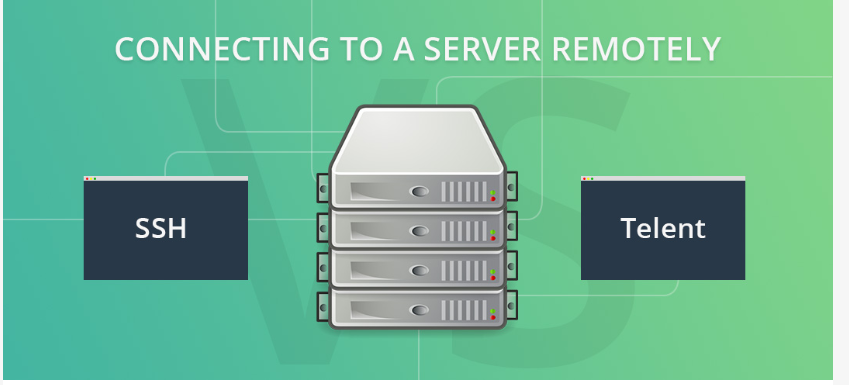 CONNECTING TO A SERVER REMOTELY
VS
SSH
Telent